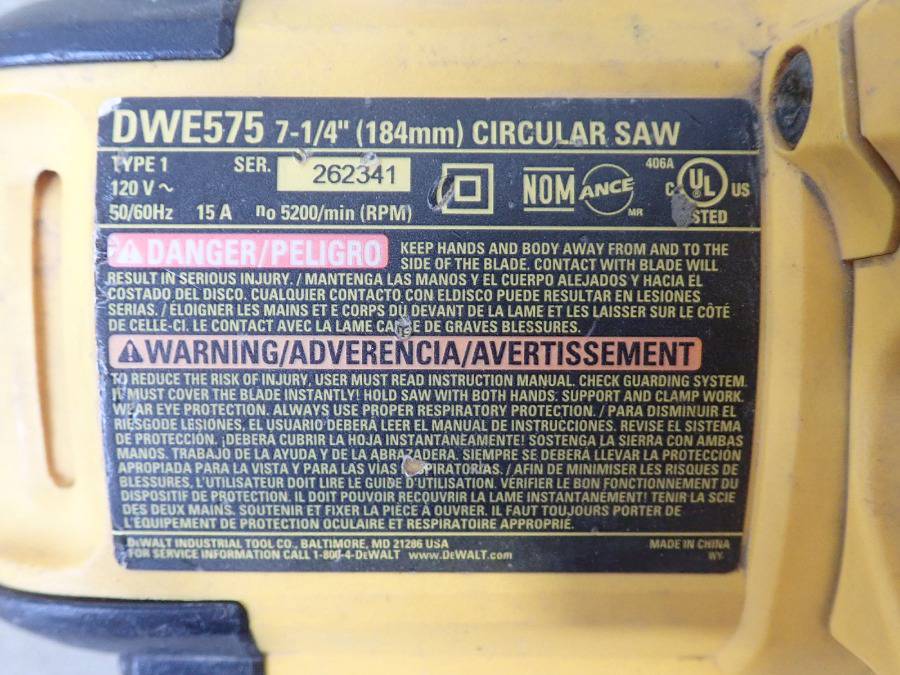 DWE575 7-1/4" (184mm) CIRCULAR SAW
TYPE 1 SER. 262341
120 V ~
50/60Hz 15 A no 5200/min (RPM)
NOM ANCE MR
406A C UL US
DANGER/PELIGRO KEEP HANDS AND BODY AWAY FROM AND TO THE
SIDE OF THE BLADE. CONTACT WITH BLADE WILL
RESULT IN SERIOUS INJURY. / MANTENGA LAS MANOS Y EL CUERPO ALEJADOS Y HACIA EL
COSTADO DEL DISCO. CUALQUIER CONTACTO CON ELDISCO PUEDE RESULTAR EN LESIONES
SERIAS. / ÉLOIGNER LES MAINS ET E CORPS DU DEVANT DE LA LAME ET LES LAISSER SUR LE CÔTÉ
DE CELLE-CI. LE CONTACT AVEC LA LAME DE GRAVES BLESSURES.
WARNING/ADVERENCIA/AVERTISSEMENT
TO REDUCE THE RISK OF INJURY, USER MUST READ INSTRUCTION MANUAL. CHECK GUARDING SYSTEM.
IT MUST COVER THE BLADE INSTANTLY! HOLD SAW WITH BOTH HANDS. SUPPORT AND CLAMP WORK.
WEAR EYE PROTECTION. ALWAYS USE PROPER RESPIRATORY PROTECTION. / PARA DISMINUIR EL
RIESGODE LESIONES, EL USUARIO DEBERÁ LEER EL MANUAL DE INSTRUCCIONES. REVISE EL SISTEMA
DE PROTECCIÓN. ¡DEBERÁ CUBRIR LA HOJA INSTANTÁNEAMENTE! SOSTENGA LA SIERRA CON AMBAS
MANOS. TRABAJO DE LA AYUDA Y DE LA ABRAZADERA. SIEMPRE SE DEBERÁ LLEVAR LA PROTECCIÓN
APROPIADA PARA LA VISTA Y PARA LAS VÍAS / AFIN DE MINIMISER LES RISQUES DE
BLESSURES, L'UTILISATEUR DOIT LIRE LE GUIDE D'UTILISATION. VÉRIFIER LE BON FONCTIONNEMENT DU
DISPOSITIF DE PROTECTION. IL DOIT POUVOIR RECOUVRIR LA LAME INSTANTANÉMENT! TENIR LA SCIE
DES DEUX MAINS. SOUTENIR ET FIXER LA PIÈCE À OUVRER. IL FAUT TOUJOURS PORTER DE
L'ÉQUIPEMENT DE PROTECTION OCULAIRE ET RESPIRATOIRE APPROPRIÉ.
DEWALT INDUSTRIAL TOOL CO., BALTIMORE, MD 21286 USA MADE IN CHINA
FOR SERVICE INFORMATION CALL 1-800-4-DEWALT www.DEWALT.com WY